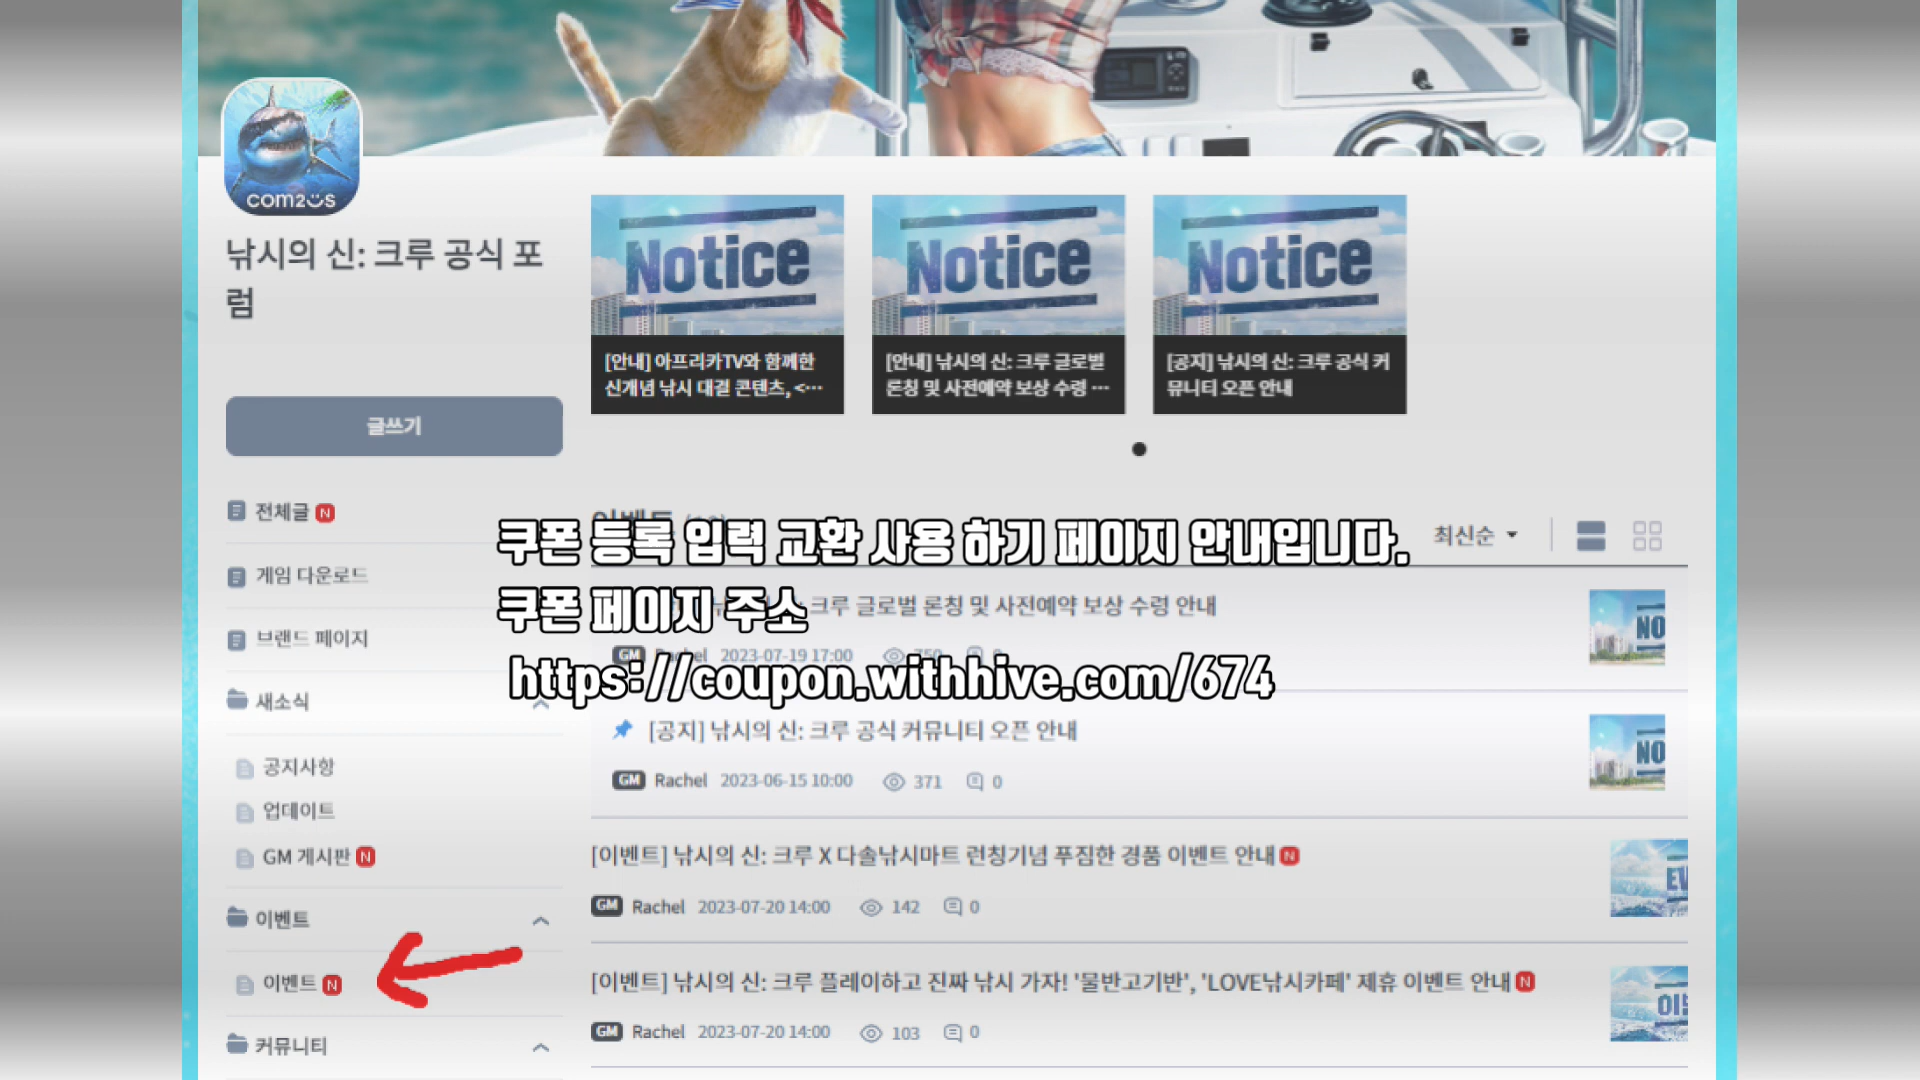 com2us
낚시의 신: 크루 공식 포
럼
글쓰기
전체글 N
게임 다운로드
브랜드 페이지
새소식
공지사항
업데이트
GM 게시판 N
이벤트
이벤트 N
커뮤니티
Notice
[안내] 아프리카TV와 함께한
신개념 낚시 대결 콘텐츠, <···
Notice
[안내] 낚시의 신: 크루 글로벌
론칭 및 사전예약 보상 수령 ···
Notice
[공지] 낚시의 신: 크루 공식 커
뮤니티 오픈 안내
이벤트
최신순
쿠폰 등록 입력 교환 사용 하기 페이지 안내입니다.
쿠폰 페이지 주소
https://coupon.withhive.com/674
크루 글로벌 론칭 및 사전예약 보상 수령 안내
NO
GM Rachel 2023-07-19 17:00 750 0
[공지] 낚시의 신: 크루 공식 커뮤니티 오픈 안내
NO
GM Rachel 2023-06-15 10:00 371 0
[이벤트] 낚시의 신: 크루 X 다솔낚시마트 런칭기념 푸짐한 경품 이벤트 안내 N
EV
GM Rachel 2023-07-20 14:00 142 0
[이벤트] 낚시의 신: 크루 플레이하고 진짜 낚시 가자! '물반고기반', 'LOVE낚시카페' 제휴 이벤트 안내 N
GM Rachel 2023-07-20 14:00 103 0